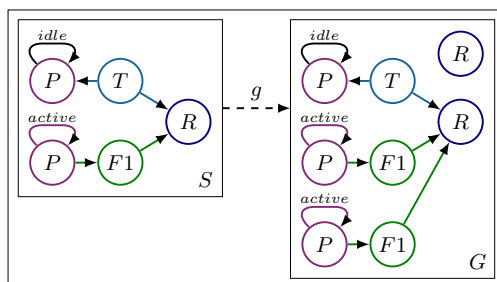 idle
P T
R
active
P F1
S
g
idle
R
P T
R
active
P F1
active
P F1
G